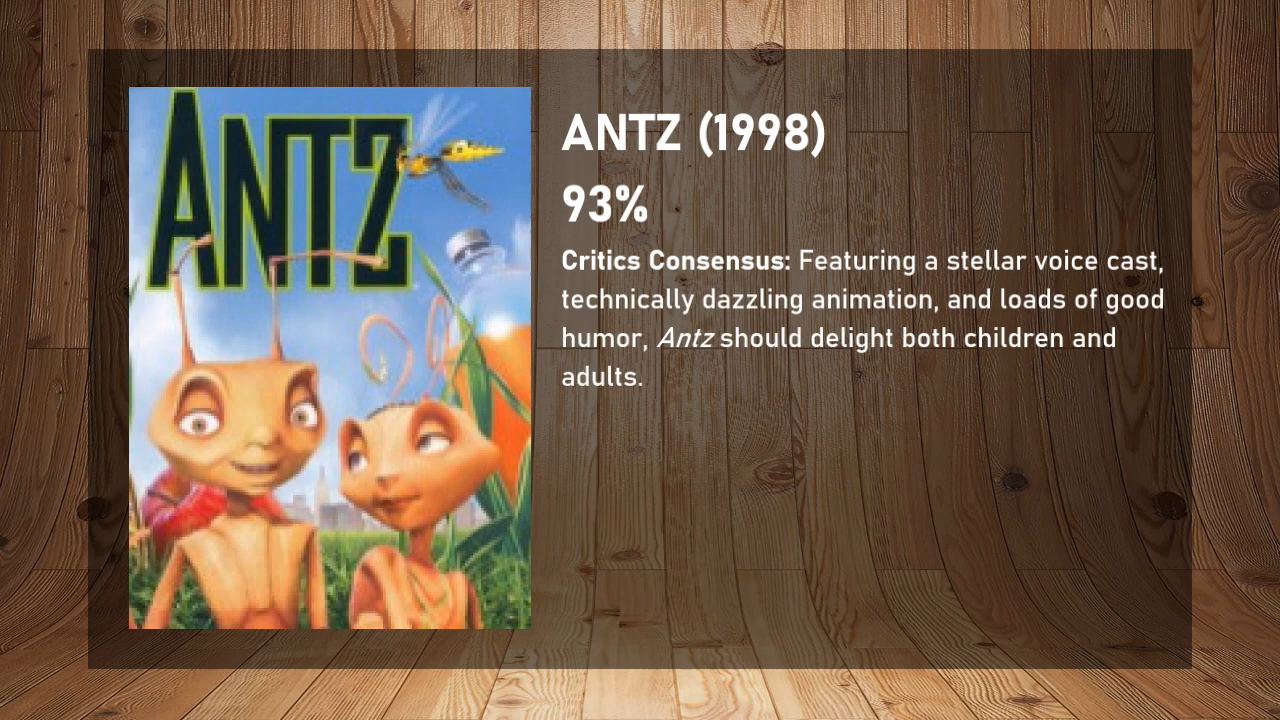 ANTZ
ANTZ (1998)
93%
Critics Consensus: Featuring a stellar voice cast,
technically dazzling animation, and loads of good
humor, Antz should delight both children and
adults.